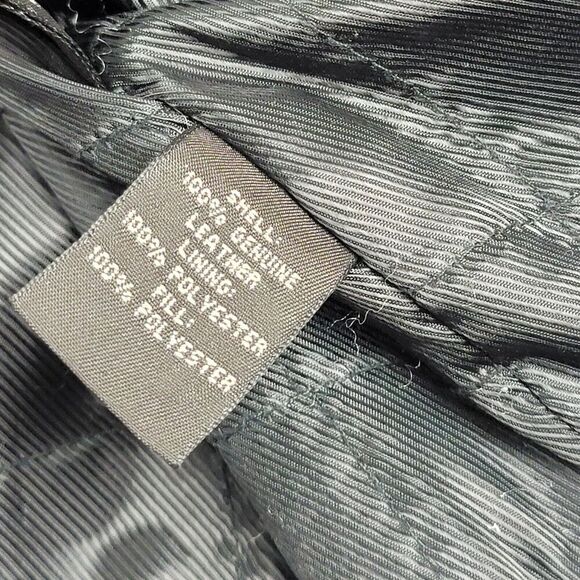 SHELL:
100% GENUINE
LEATHER
LINING:
100% POLYESTER
FILL:
100% POLYESTER